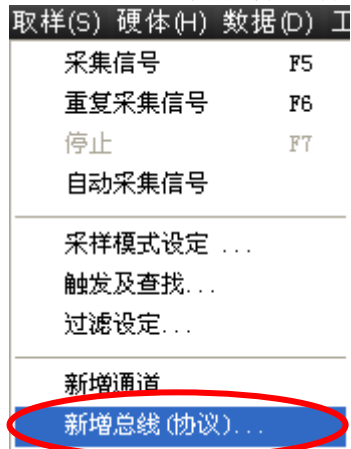 取样(S) 硬体(H) 数据(D) 工
采集信号 F5
重复采集信号 F6
停止 F7
自动采集信号
采样模式设定 ...
触发及查找...
过滤设定...
新增通道
新增总线(协议)...